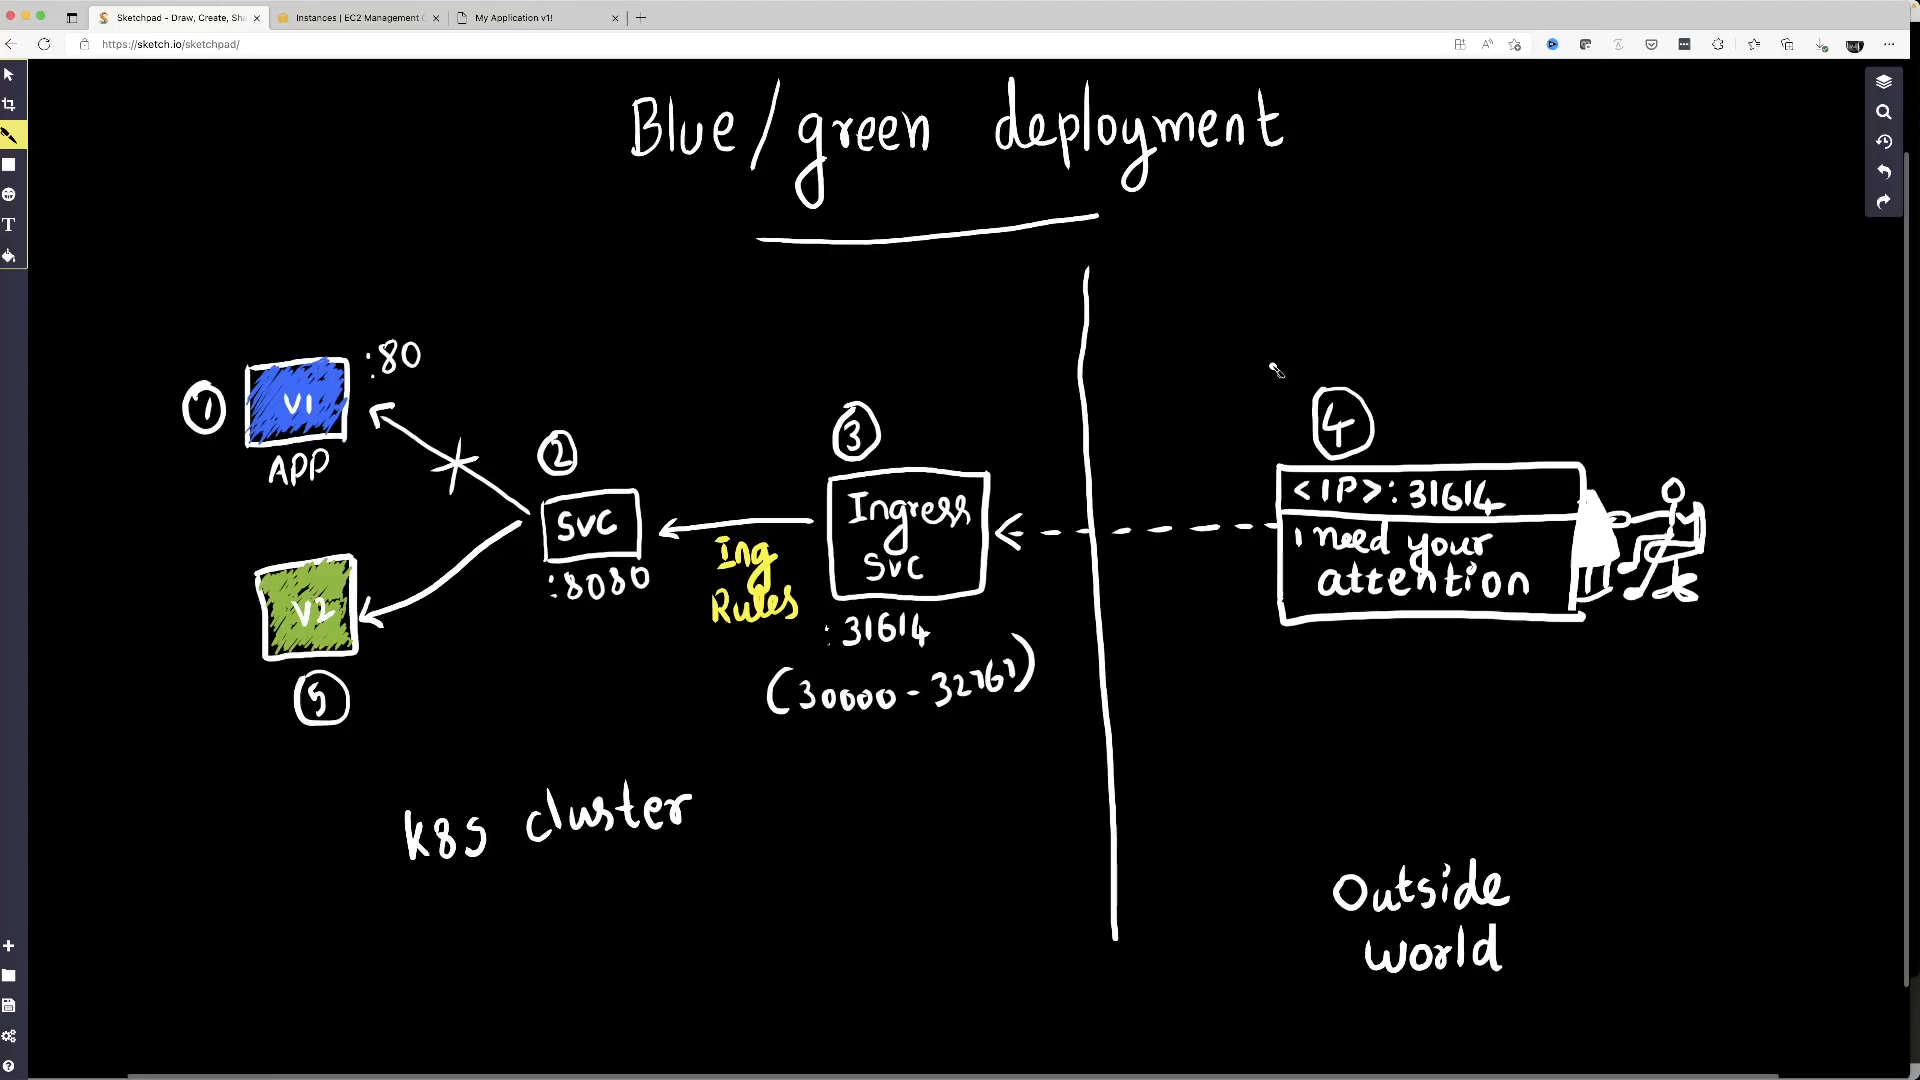 Sketchpad - Draw, Create, Sha
Instances | EC2 Management C
My Application v1!
https://sketch.io/sketchpad/
Blue/green deployment
1
V1
:80
APP
2
SVC
:8080
Ing
Rules
3
Ingress
SVC
:31614
(30000-32767)
4
<IP>:31614
I need your
attention
V2
5
k8s cluster
Outside
world